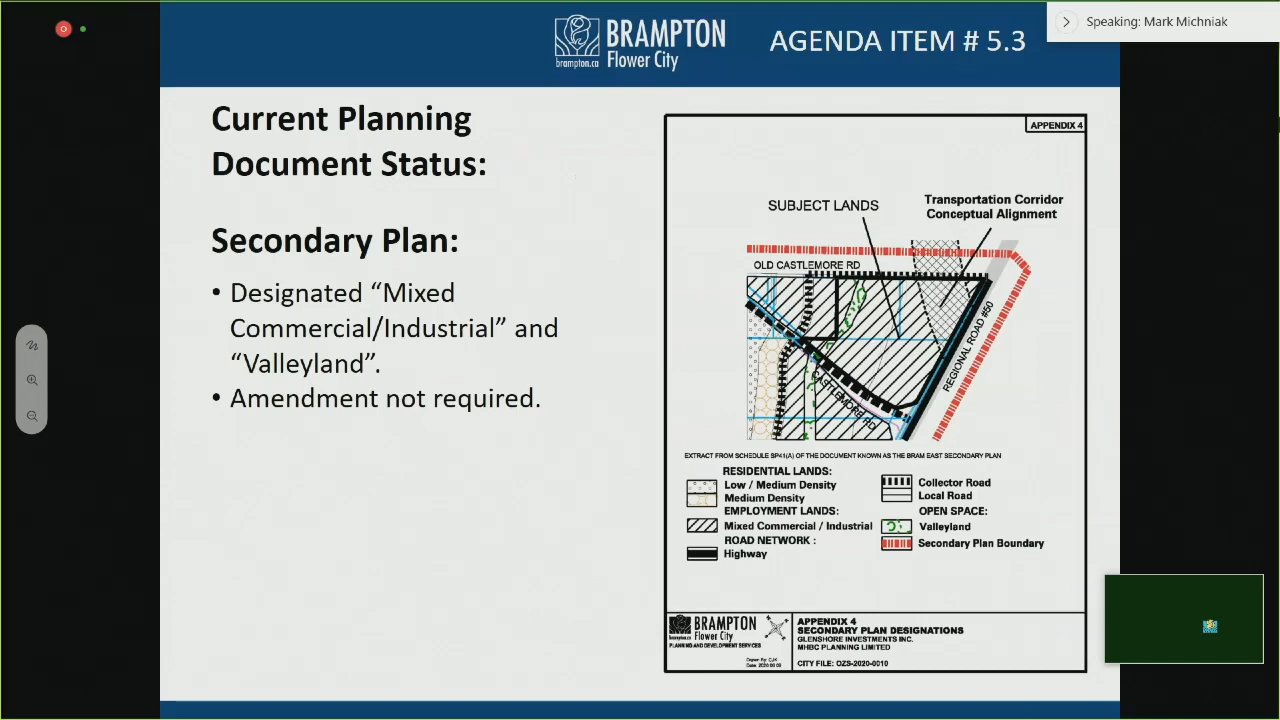 BRAMPTON
brampton.ca Flower City
AGENDA ITEM # 5.3
Speaking: Mark Michniak
Current Planning
Document Status:
Secondary Plan:
• Designated “Mixed
Commercial/Industrial” and
“Valleyland”.
• Amendment not required.
APPENDIX 4
SUBJECT LANDS
Transportation Corridor
Conceptual Alignment
OLD CASTLEMORE RD
REGIONAL ROAD #50
CASTLEMORE RD
EXTRACT FROM SCHEDULE SP41(A) OF THE DOCUMENT KNOWN AS THE BRAM EAST SECONDARY PLAN
RESIDENTIAL LANDS:
Low / Medium Density
Medium Density
EMPLOYMENT LANDS:
Mixed Commercial / Industrial
ROAD NETWORK :
Highway
Collector Road
Local Road
OPEN SPACE:
Valleyland
Secondary Plan Boundary
BRAMPTON
brampton.ca Flower City
PLANNING AND DEVELOPMENT SERVICES
APPENDIX 4
SECONDARY PLAN DESIGNATIONS
GLENSHORE INVESTMENTS INC.
MHBC PLANNING LIMITED
CITY FILE: OZS-2020-0010